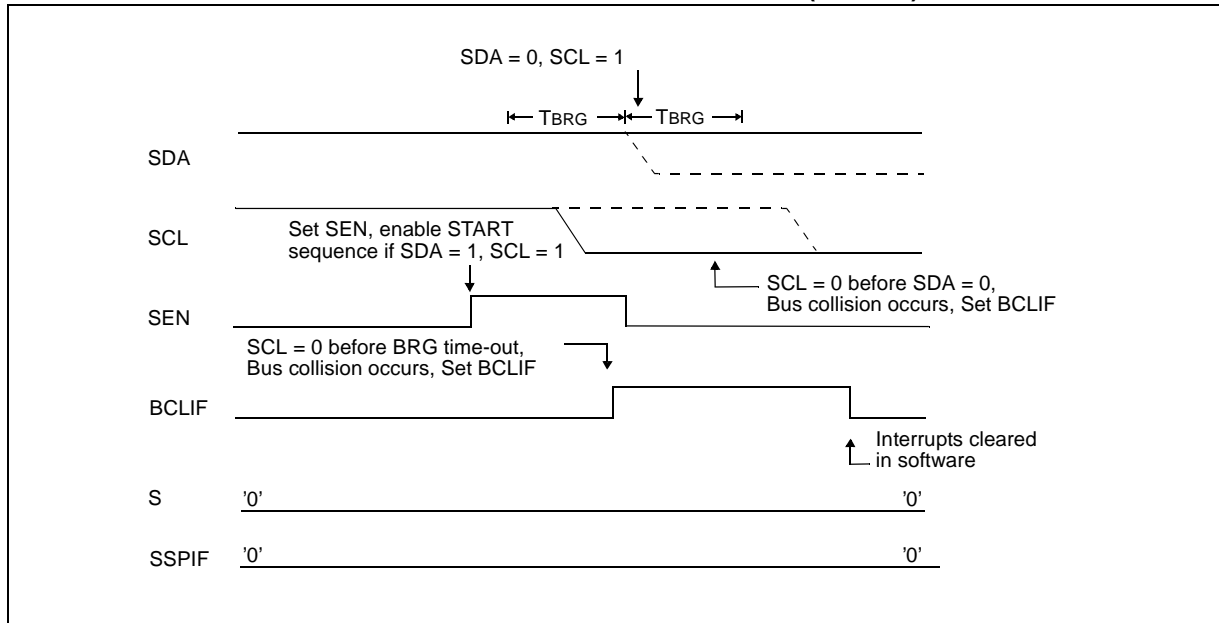 SDA = 0, SCL = 1
TBRG TBRG
SDA
SCL
Set SEN, enable START
sequence if SDA = 1, SCL = 1
SCL = 0 before SDA = 0,
Bus collision occurs, Set BCLIF
SEN
SCL = 0 before BRG time-out,
Bus collision occurs, Set BCLIF
BCLIF
Interrupts cleared
in software
S '0' '0'
SSPIF '0' '0'